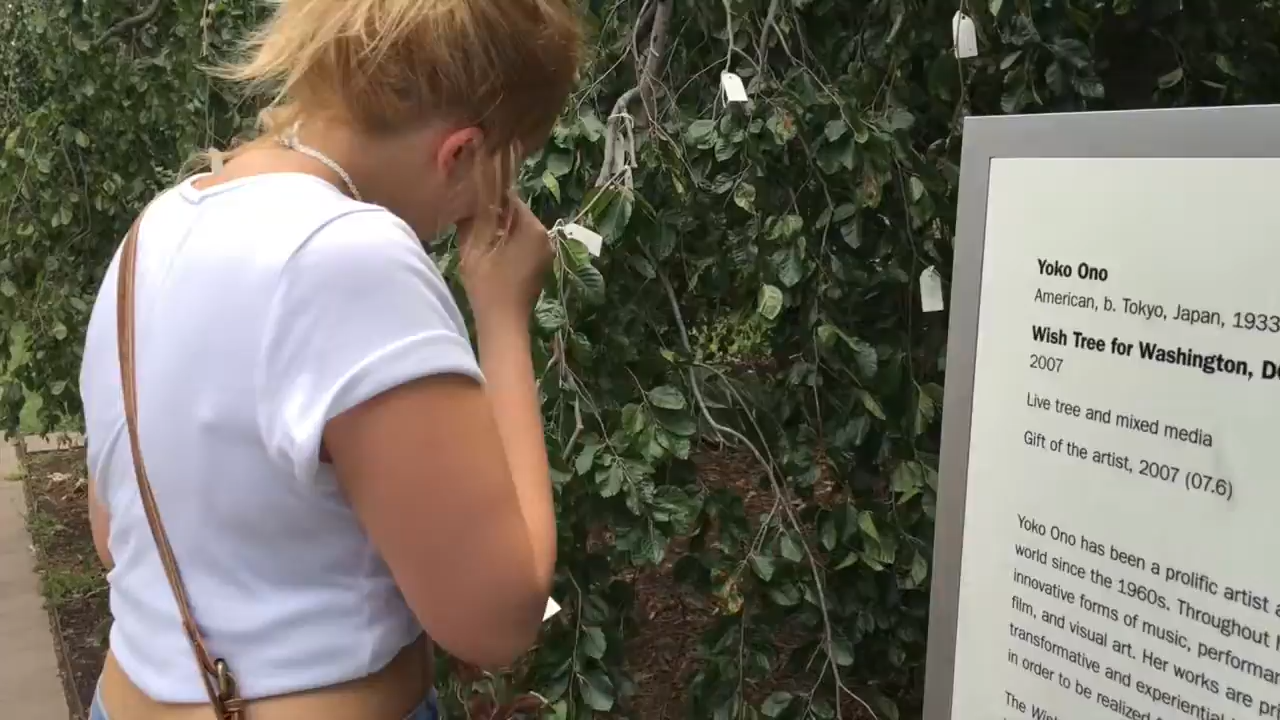 Yoko Ono
American, b. Tokyo, Japan, 1933
Wish Tree for Washington,
2007
Live tree and mixed media
Gift of the artist, 2007 (07.6)
Yoko Ono has been a prolific artist
world since the 1960s. Throughout
innovative forms of music,
film, and visual art. Her works are
transformative and experiential
in order to be realized
The